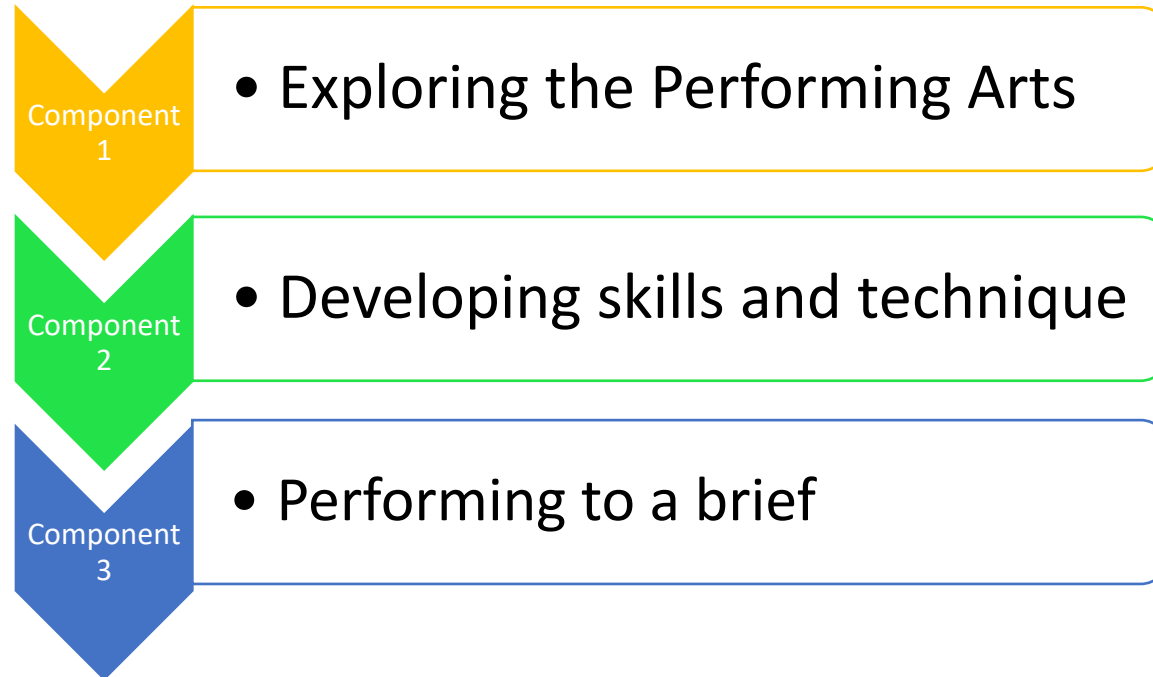 Component
1
• Exploring the Performing Arts
Component
2
• Developing skills and technique
Component
3
• Performing to a brief